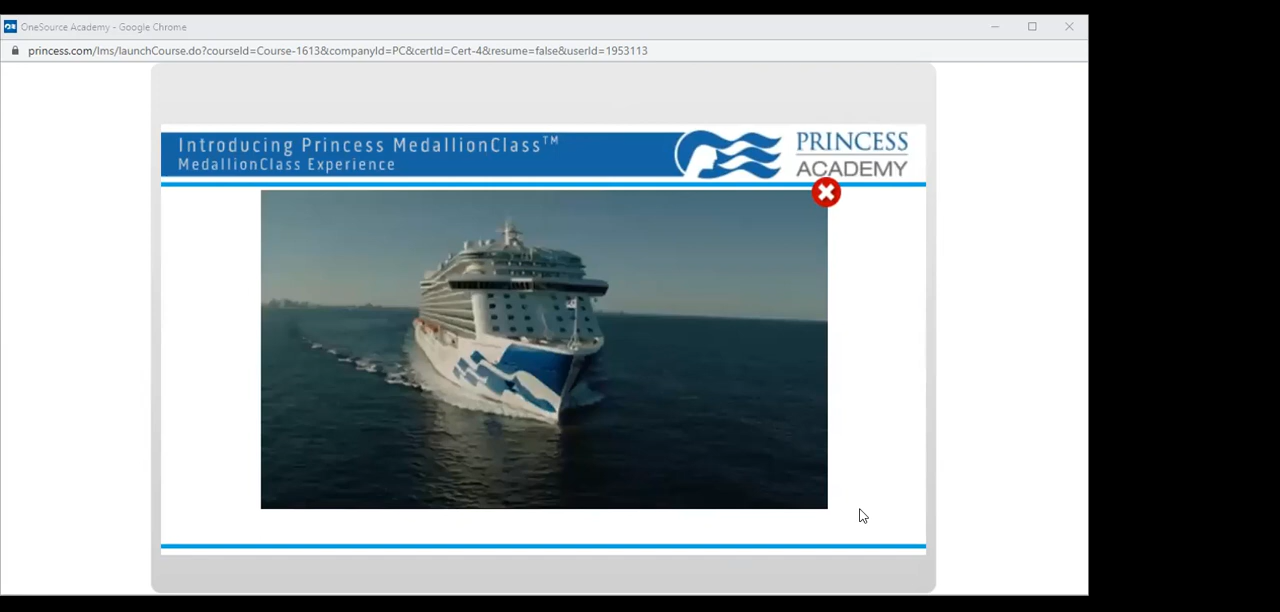 OneSource Academy - Google Chrome
princess.com/lms/launchCourse.do?courseId=Course-1613&companyId=PC&certId=Cert-4&resume=false&userId=1953113
Introducing Princess MedallionClass™
MedallionClass Experience
PRINCESS
ACADEMY